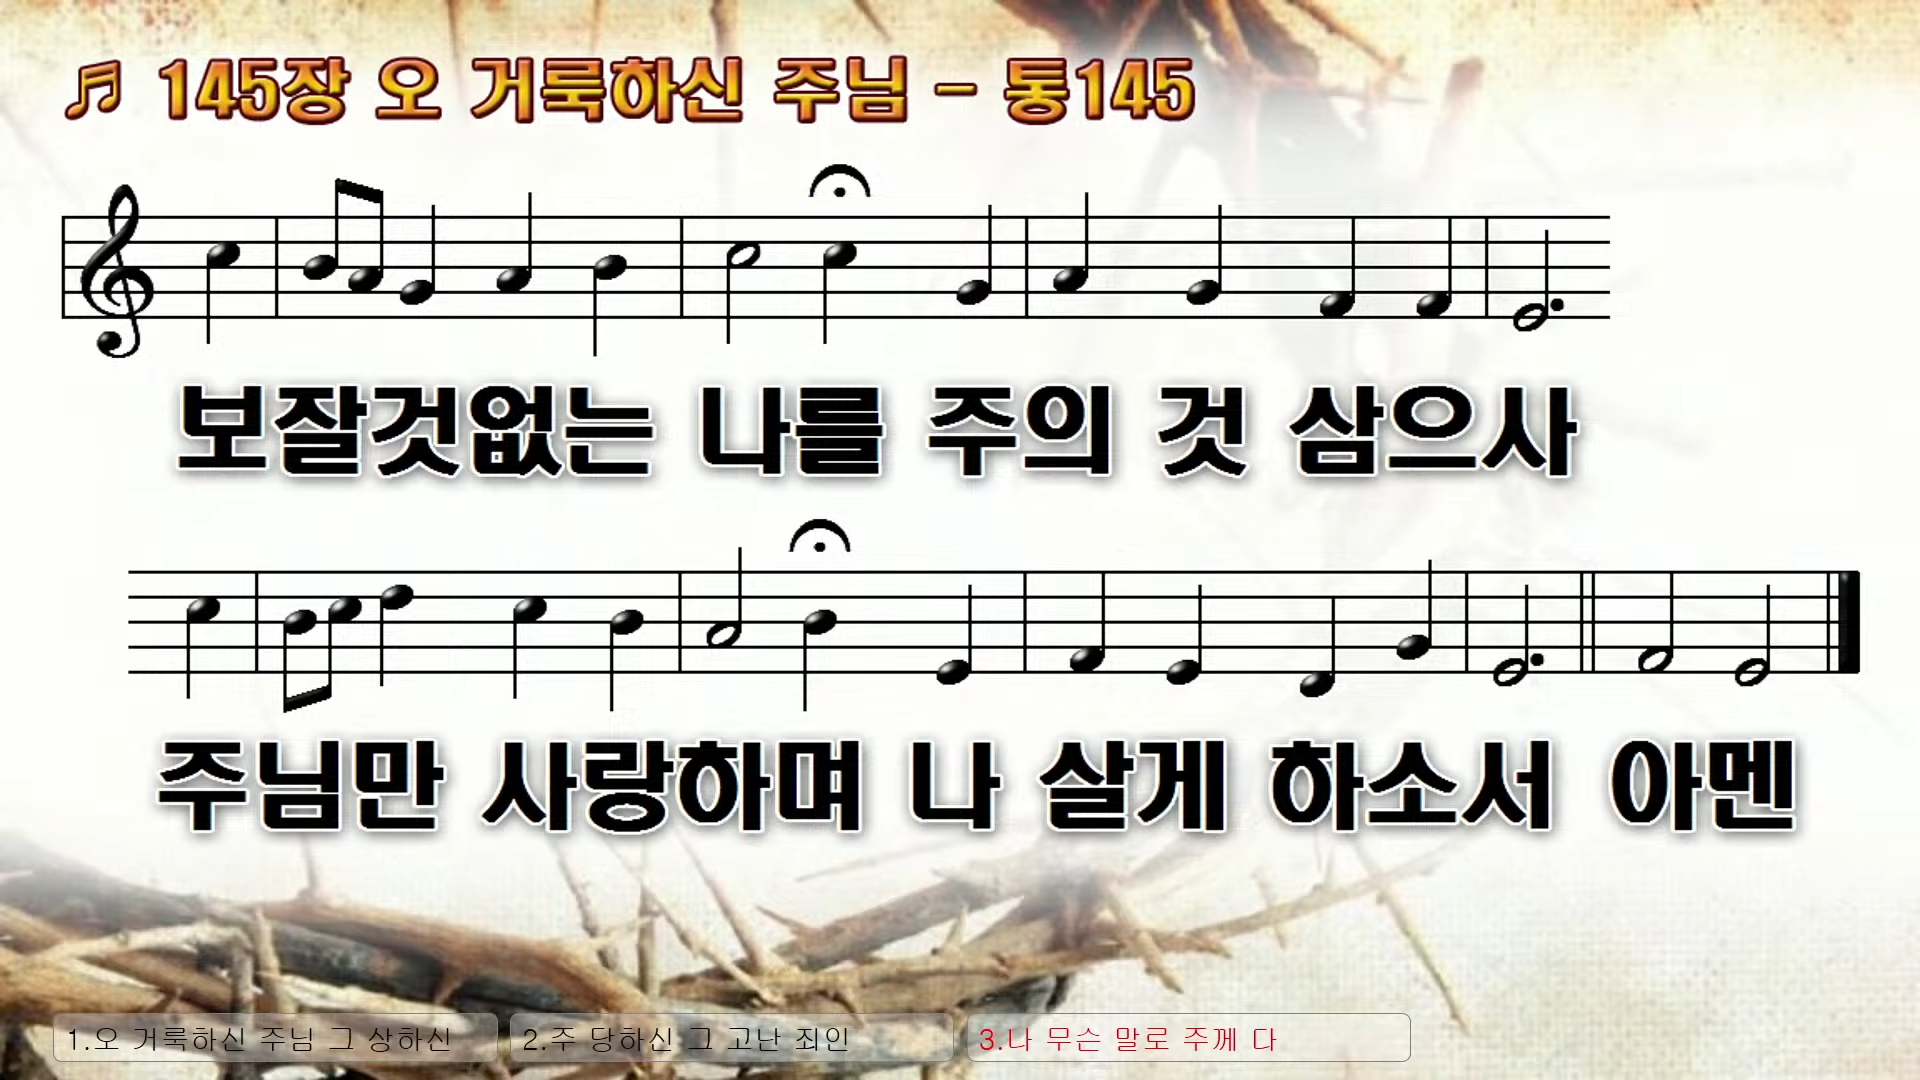 ♬ 145장 오 거룩하신 주님 - 통145
보잘것없는 나를 주의 것 삼으사
주님만 사랑하며 나 살게 하소서 아멘
1.오 거룩하신 주님 그 상하신
2.주 당하신 그 고난 죄인
3.나 무슨 말로 주께 다